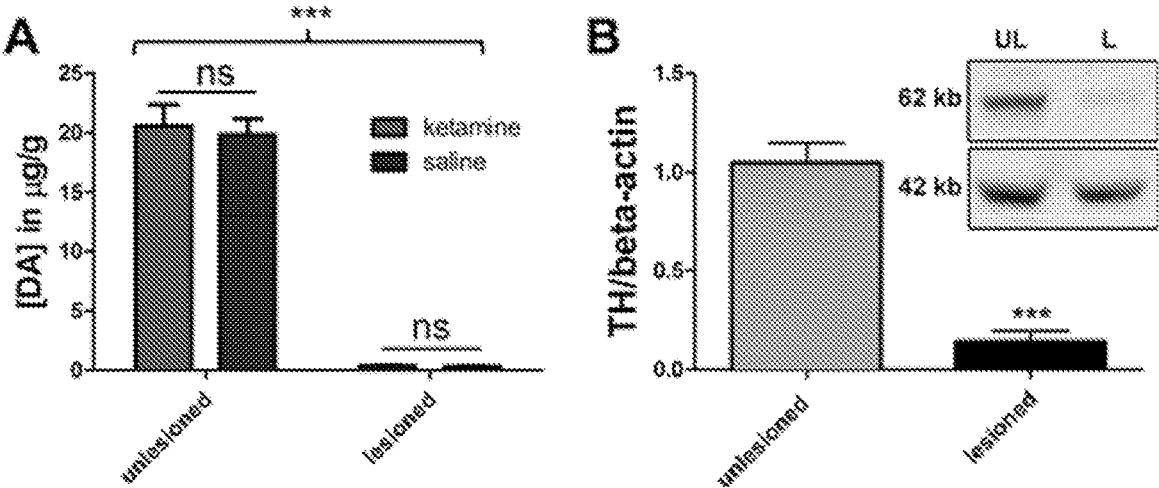 A
***
[DA] in µg/g
25
20
15
10
5
0
ns
ns
ketamine
saline
unlesioned
lesioned
B
TH/beta-actin
1.5
1.0
0.5
0.0
***
UL L
62 kb
42 kb
unlesioned
lesioned